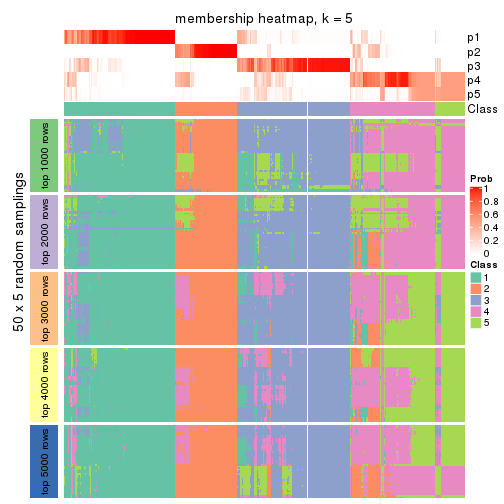 membership heatmap, k = 5
p1
p2
p3
p4
p5
Class
50 x 5 random samplings
top 1000 rows
top 2000 rows
top 3000 rows
top 4000 rows
top 5000 rows
Prob
1
0.8
0.6
0.4
0.2
0
Class
1
2
3
4
5